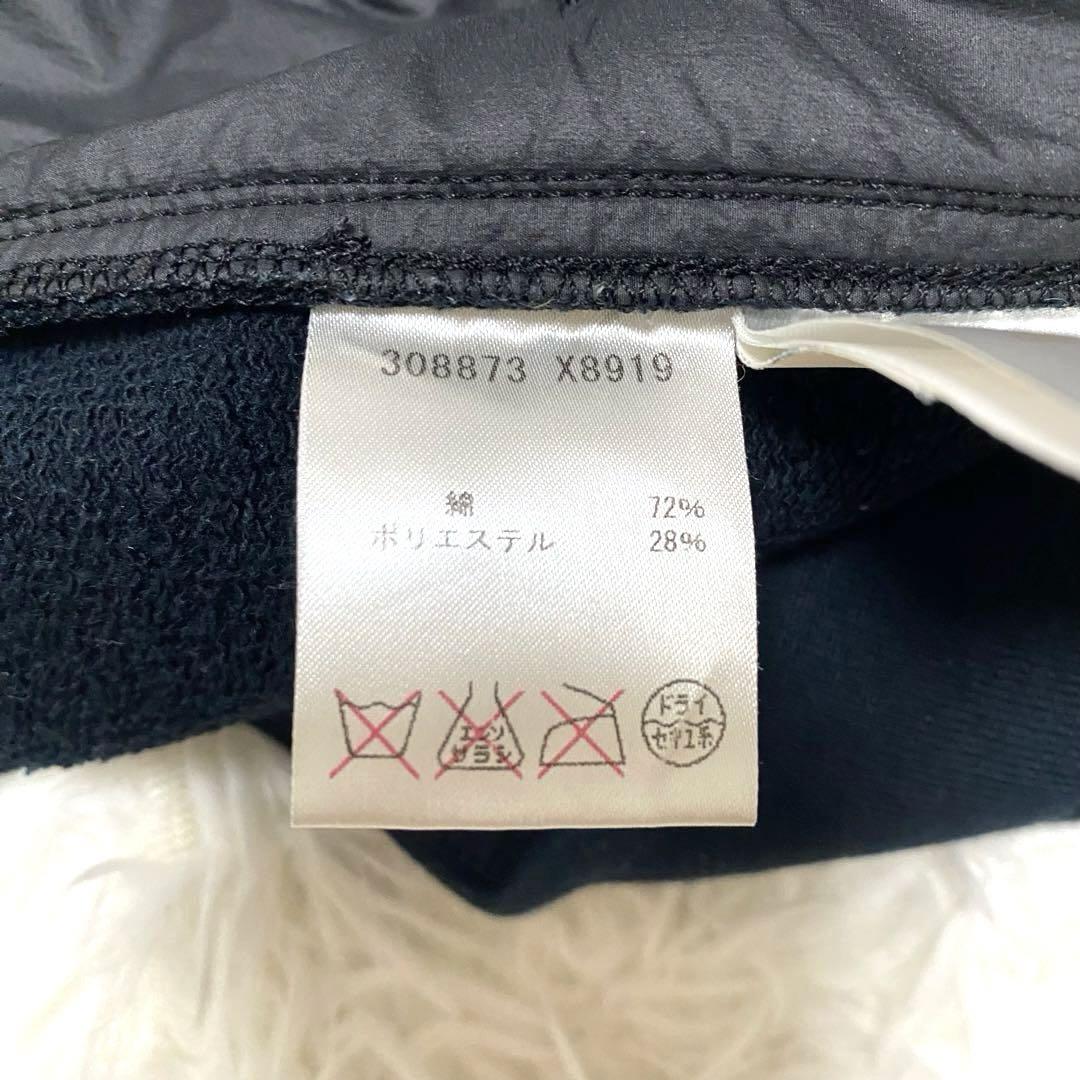 308873 X8919
綿 72%
ポリエステル 28%
エンソ
サラシ
ドライ
セキユ系